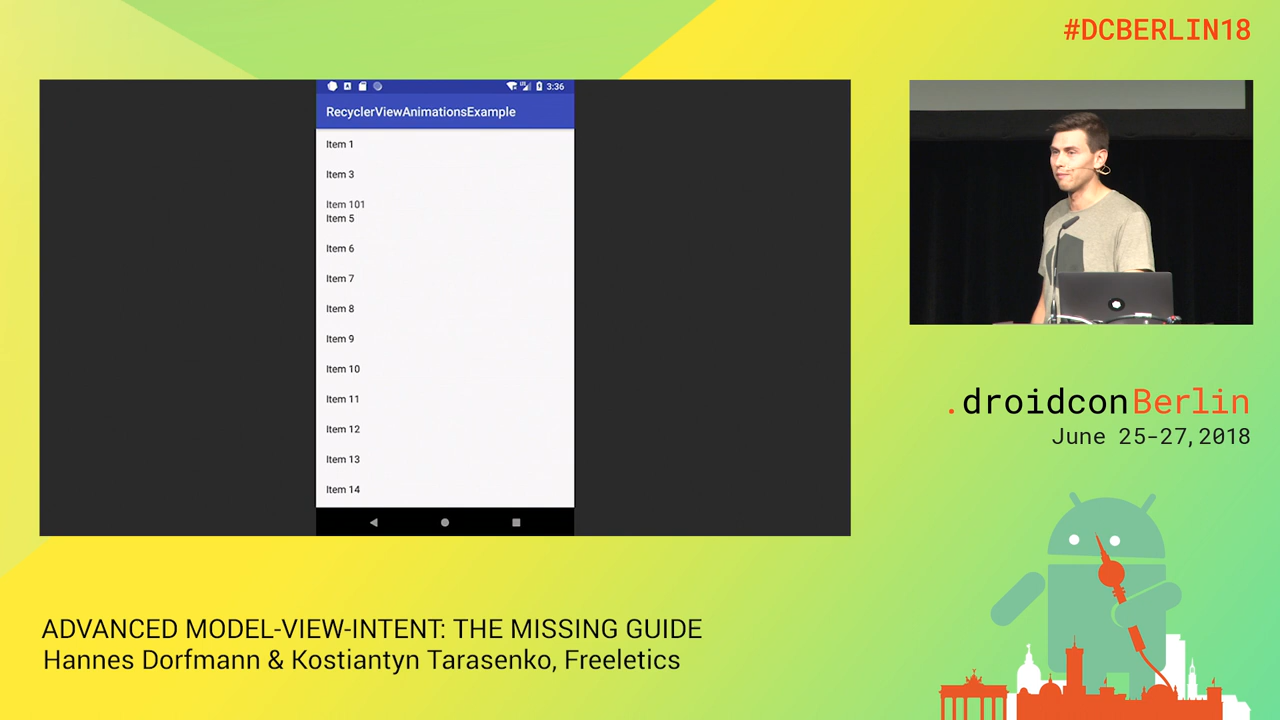 #DCBERLIN18
3:36
RecyclerViewAnimationsExample
Item 1
Item 3
Item 101
Item 5
Item 6
Item 7
Item 8
Item 9
Item 10
Item 11
Item 12
Item 13
Item 14
.droidconBerlin
June 25-27, 2018
ADVANCED MODEL-VIEW-INTENT: THE MISSING GUIDE
Hannes Dorfmann & Kostiantyn Tarasenko, Freeletics